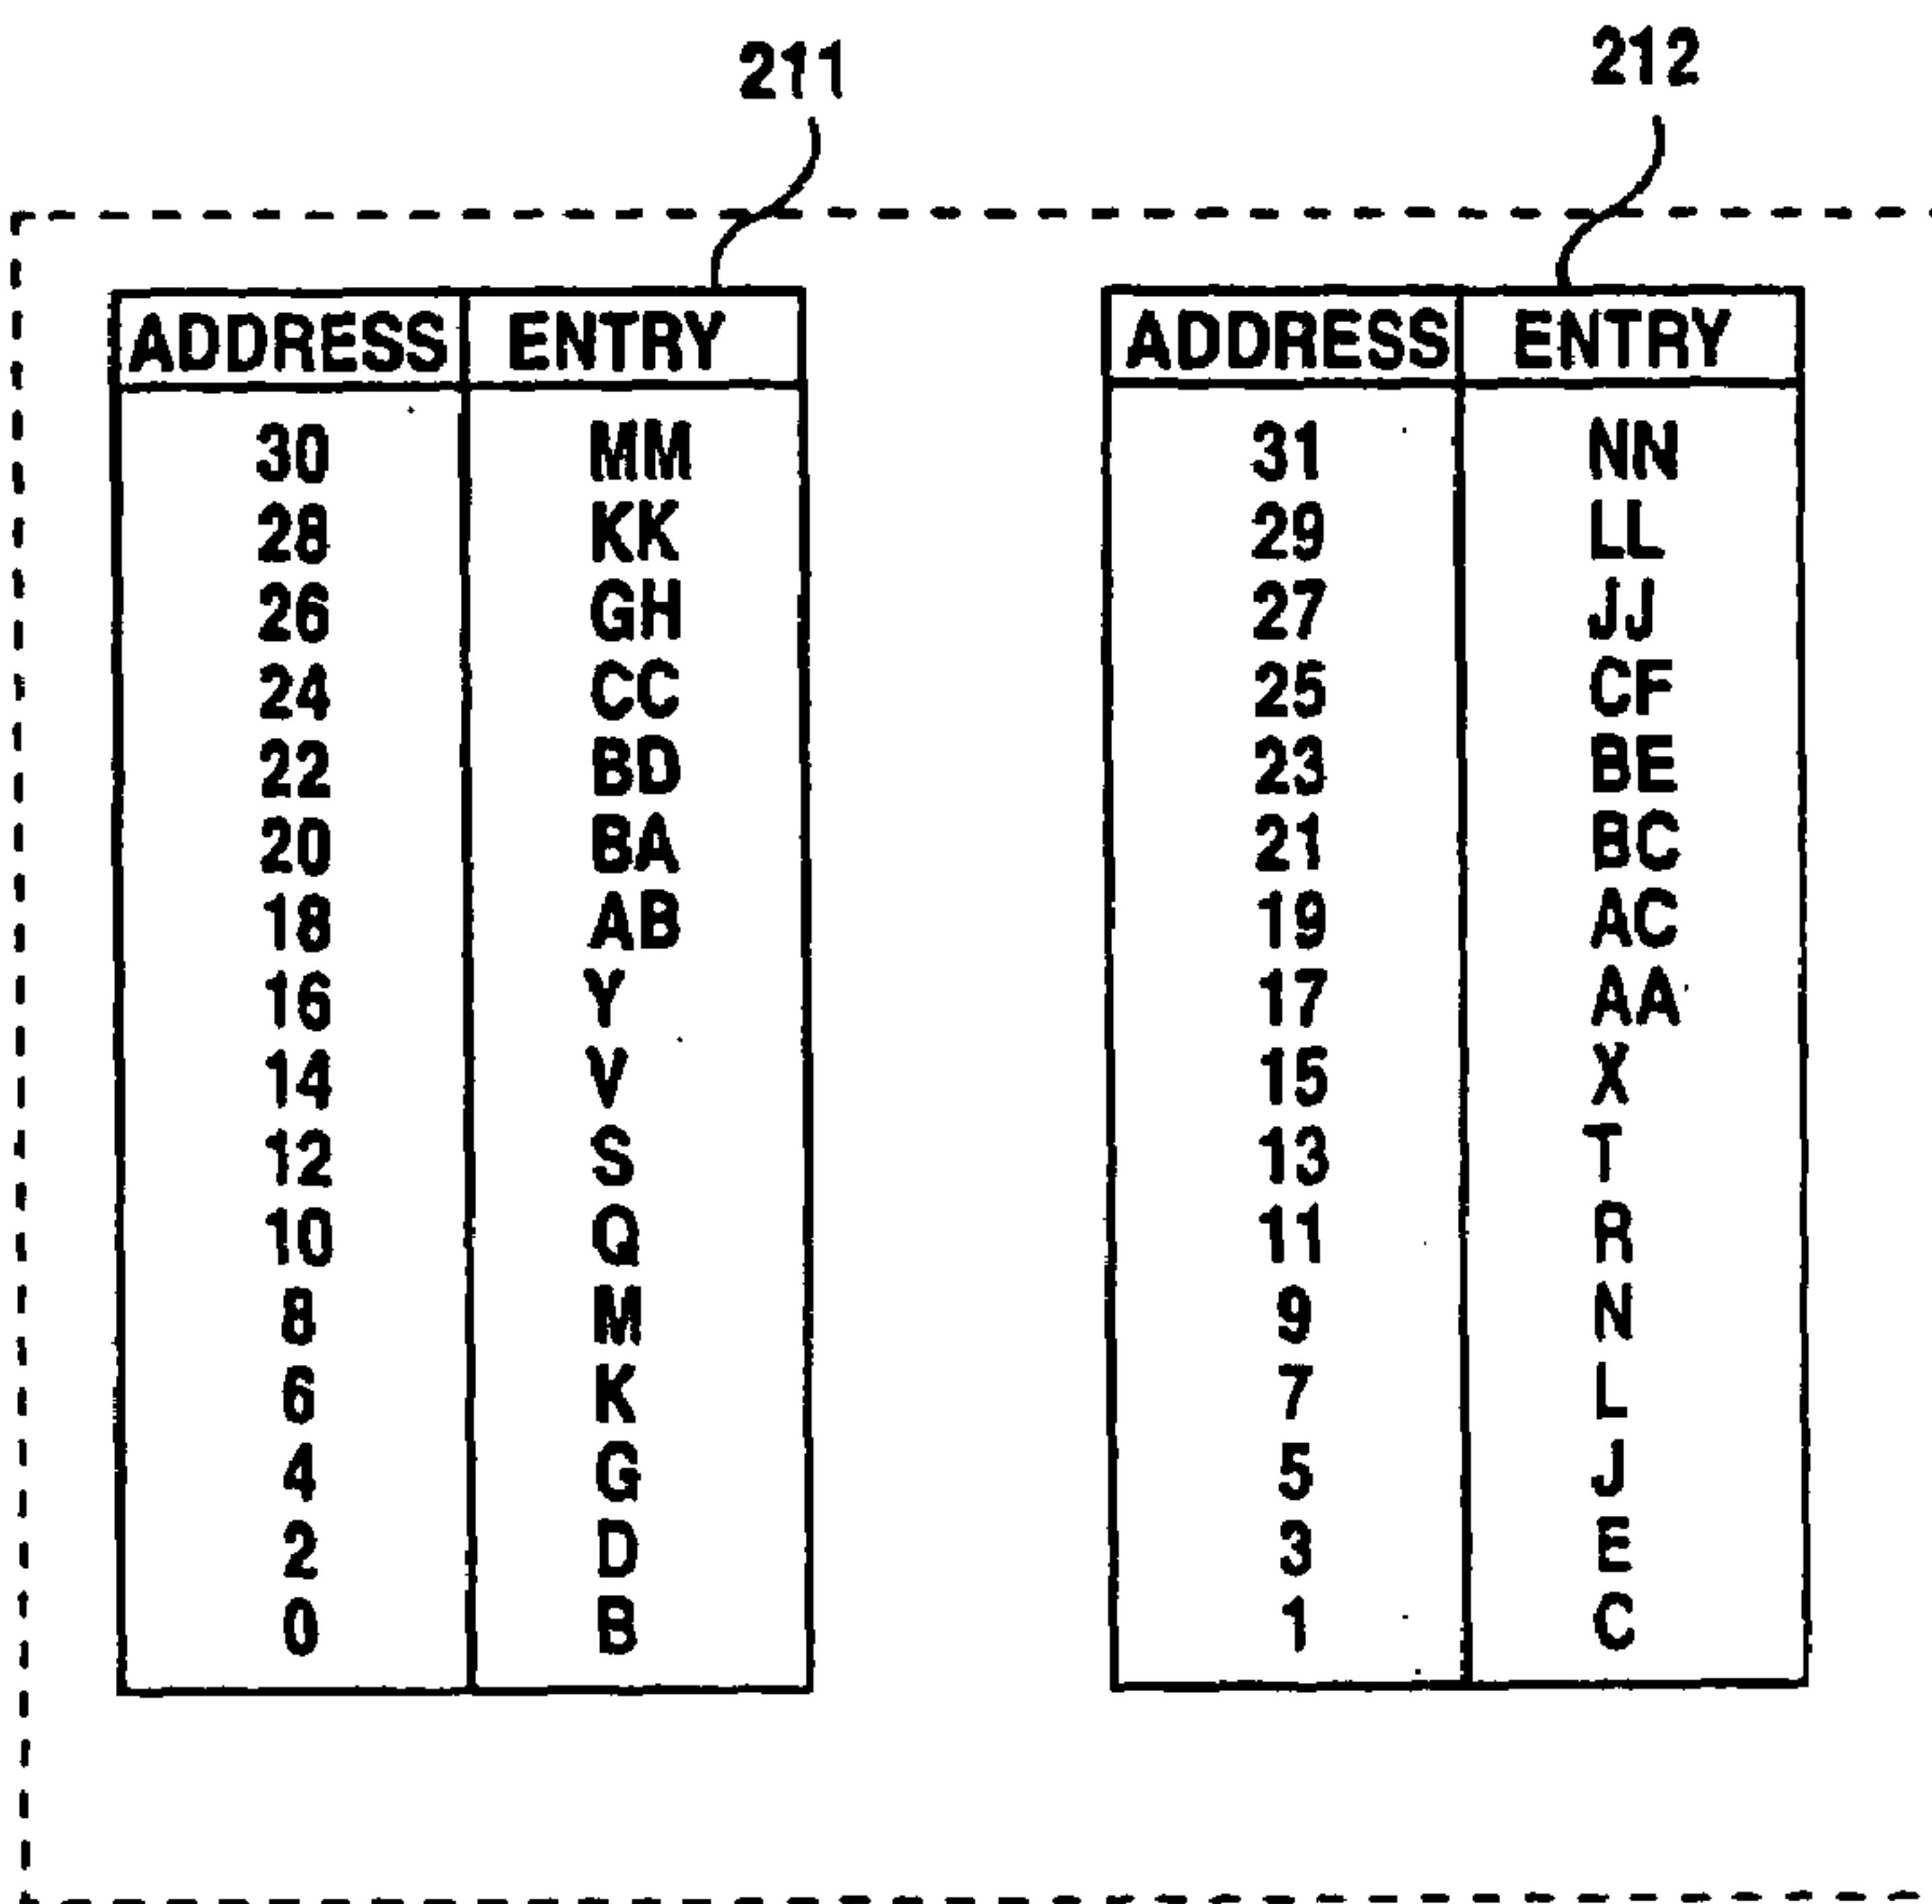 211 212
ADDRESS ENTRY ADDRESS ENTRY
30 MM 31 NN
28 KK 29 LL
26 GH 27 JJ
24 CC 25 CF
22 BD 23 BE
20 BA 21 BC
18 AB 19 AC
16 Y 17 AA
14 V 15 X
12 S 13 T
10 Q 11 R
8 M 9 N
6 K 7 L
4 G 5 J
2 D 3 E
0 B 1 C